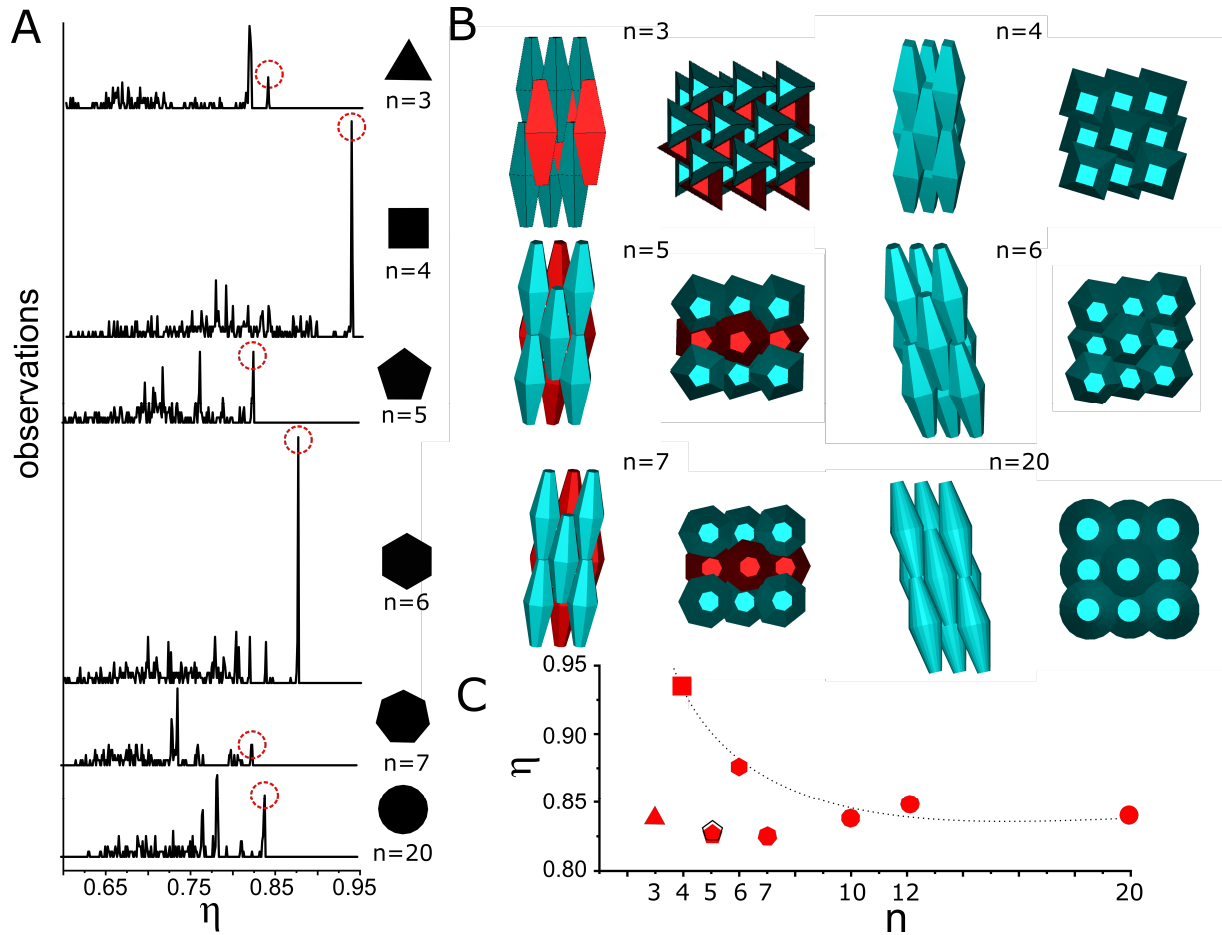 A
n=3
n=4
n=5
n=6
n=7
n=20
observations
0.65
0.75
0.85
0.95
η
B
n=3
n=4
n=5
n=6
n=7
n=20
C
0.95
0.90
0.85
0.80
η
3
4
5
6
7
10
12
20
n